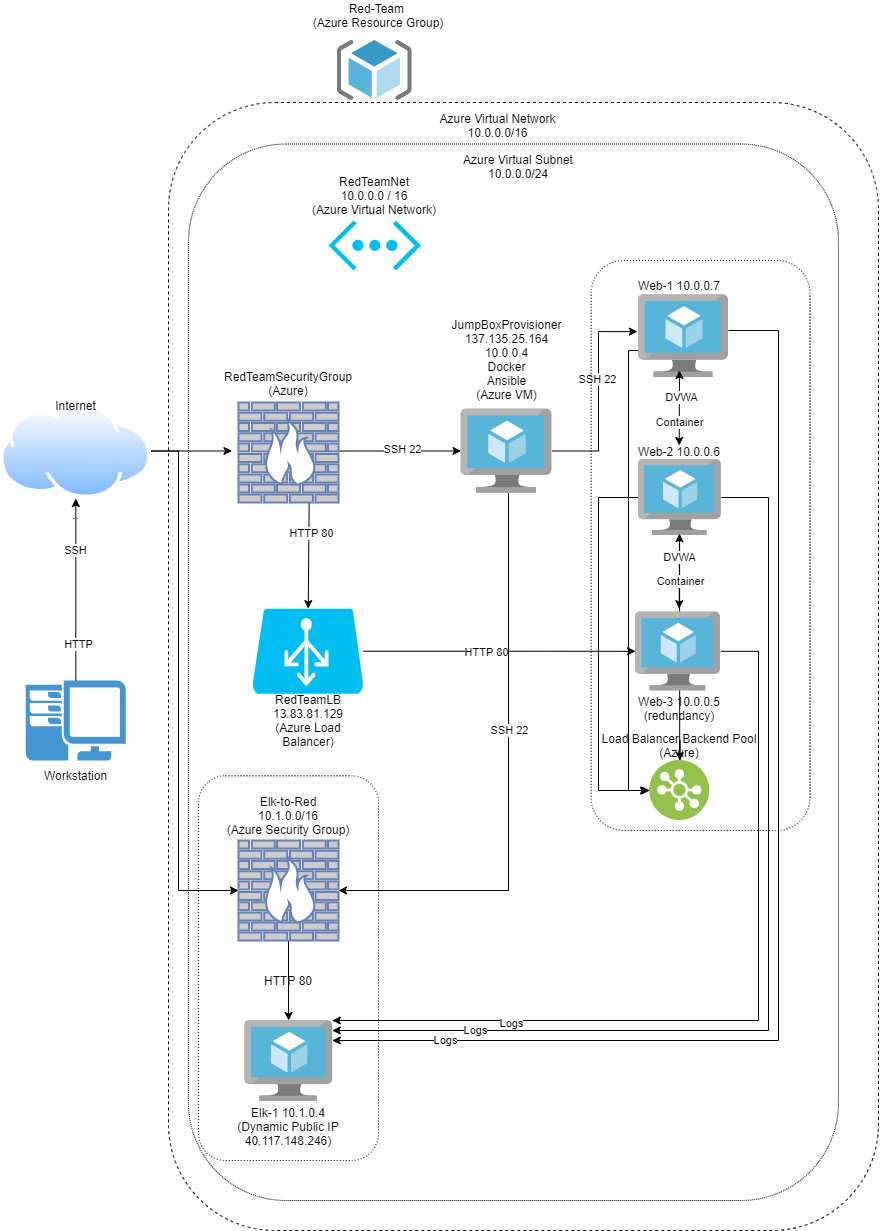 Red-Team
(Azure Resource Group)
Azure Virtual Network
10.0.0.0/16
Azure Virtual Subnet
10.0.0.0/24
RedTeamNet
10.0.0.0 / 16
(Azure Virtual Network)
Web-1 10.0.0.7
JumpBoxProvisioner
137.135.25.164
10.0.0.4
Docker
Ansible
(Azure VM)
RedTeamSecurityGroup
(Azure)
SSH 22
DVWA
Container
Internet
SSH 22
Web-2 10.0.0.6
HTTP 80
SSH
DVWA
Container
HTTP
HTTP 80
RedTeamLB
13.83.81.129
(Azure Load
Balancer)
Web-3 10.0.0.5
(redundancy)
SSH 22
Load Balancer Backend Pool
(Azure)
Workstation
Elk-to-Red
10.1.0.0/16
(Azure Security Group)
HTTP 80
Logs
Logs
Logs
Elk-1 10.1.0.4
(Dynamic Public IP
40.117.148.246)